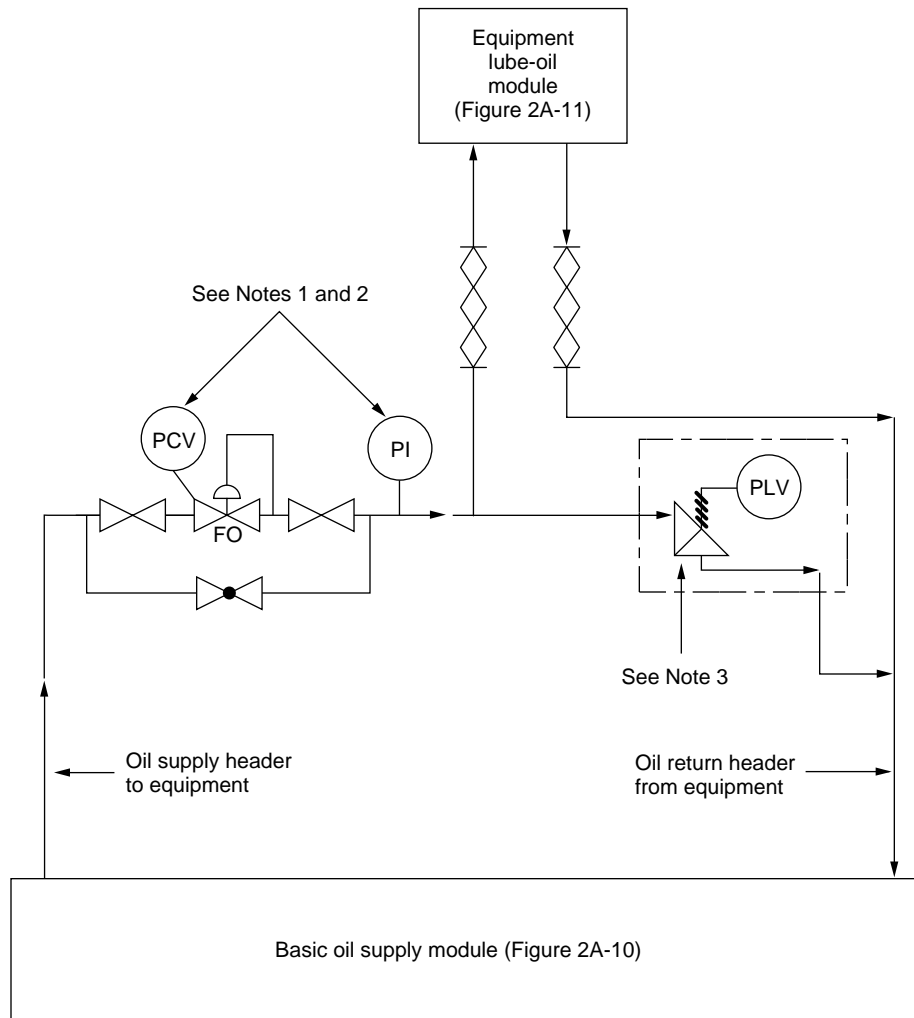 Equipment
lube-oil
module
(Figure 2A-11)
See Notes 1 and 2
PCV
PI
PLV
FO
See Note 3
Oil supply header
to equipment
Oil return header
from equipment
Basic oil supply module (Figure 2A-10)